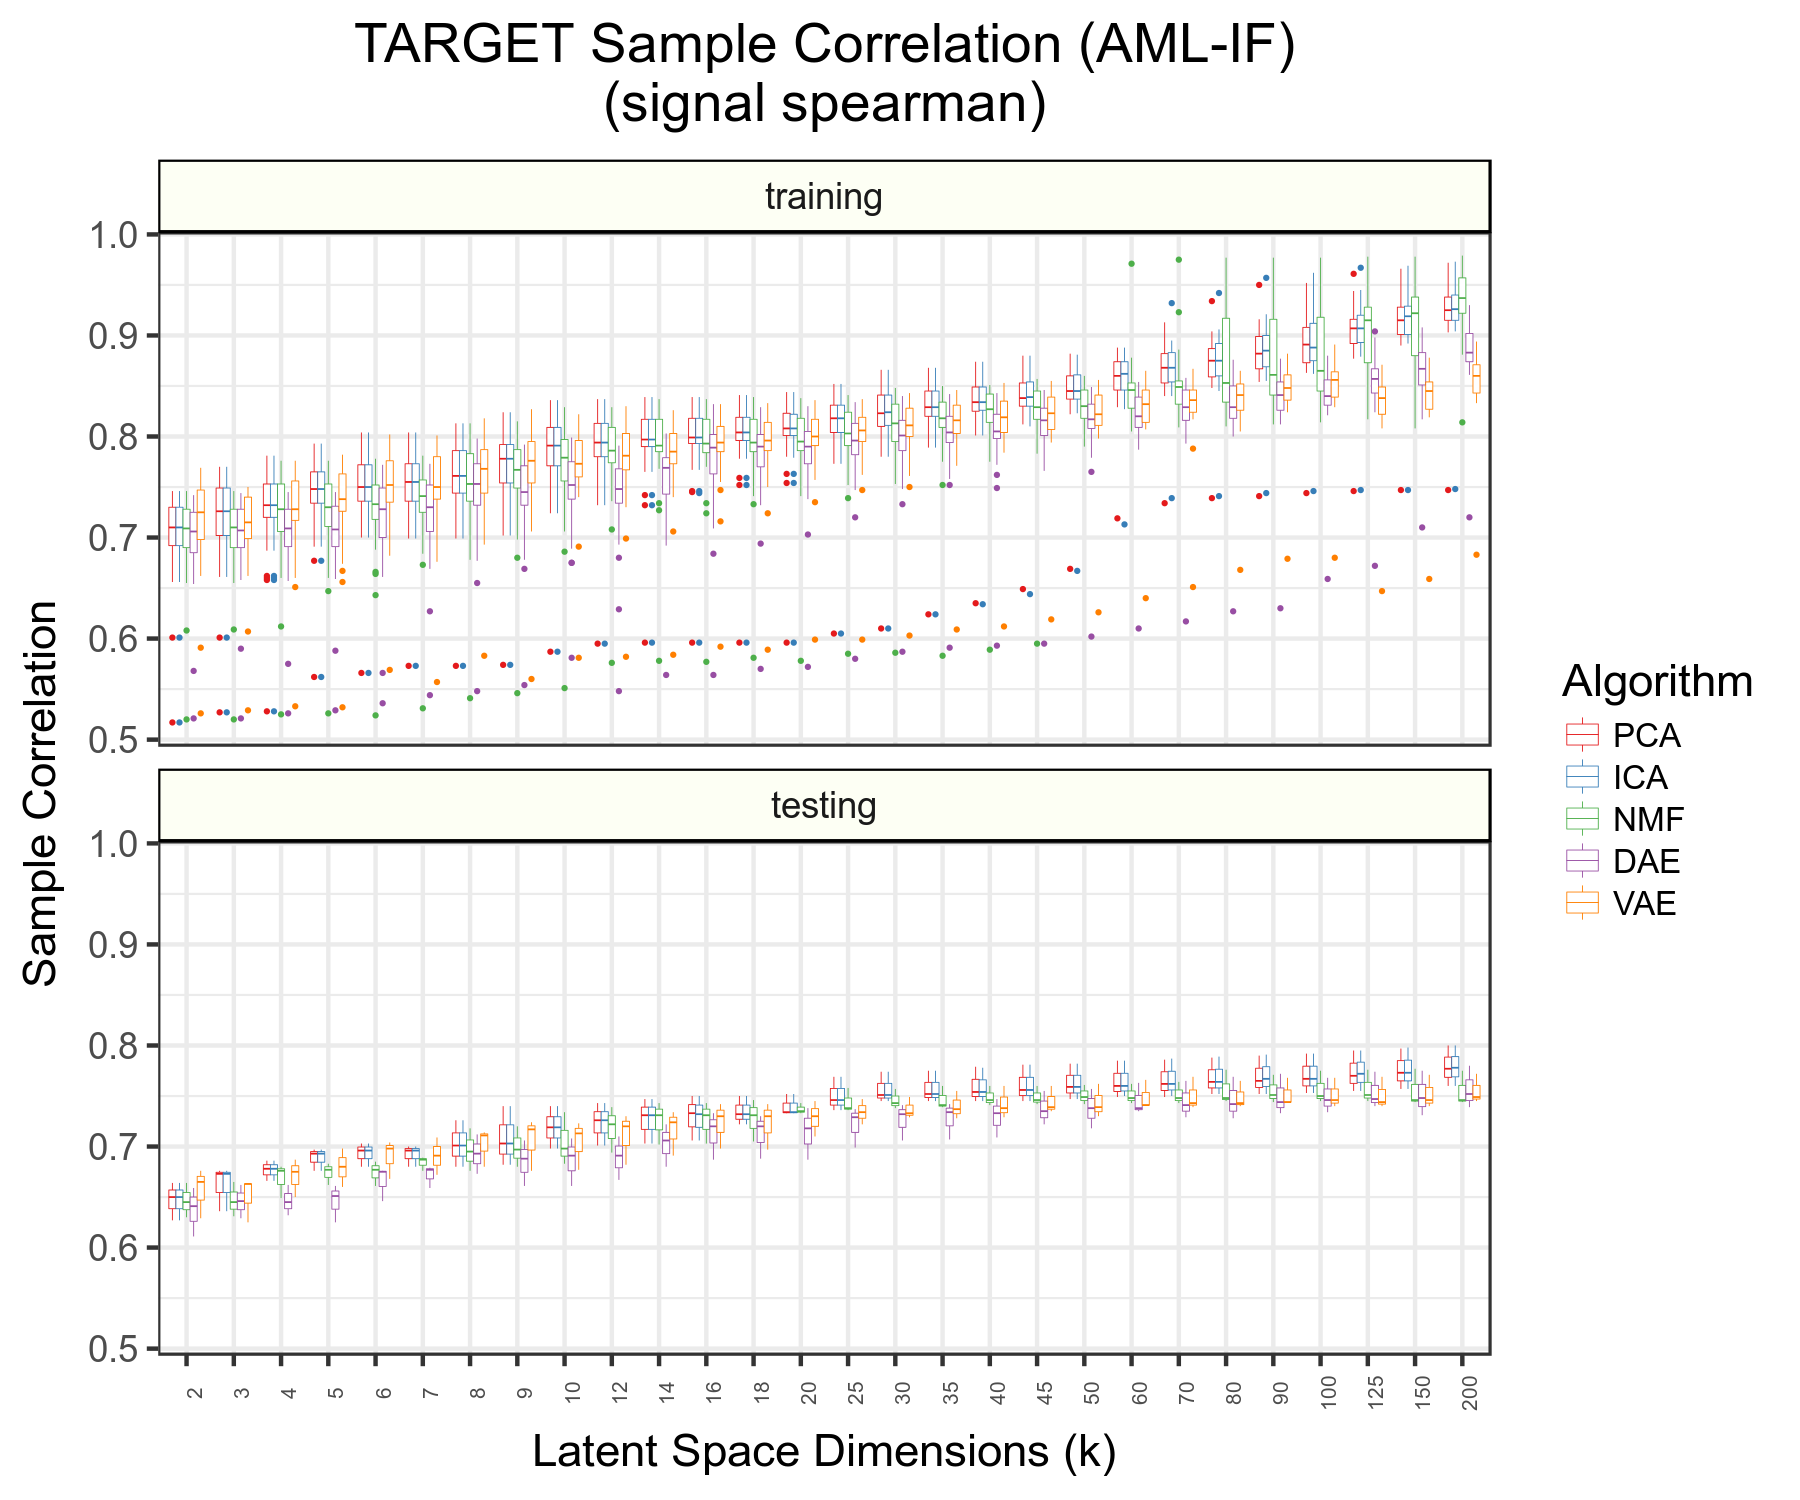 TARGET Sample Correlation (AML-IF)
(signal spearman)
training
1.0
0.9
0.8
0.7
0.6
0.5
testing
1.0
0.9
0.8
0.7
0.6
0.5
Sample Correlation
2 3 4 5 6 7 8 9 10 12 14 16 18 20 25 30 35 40 45 50 60 70 80 90 100 125 150 200
Latent Space Dimensions (k)
Algorithm
PCA
ICA
NMF
DAE
VAE